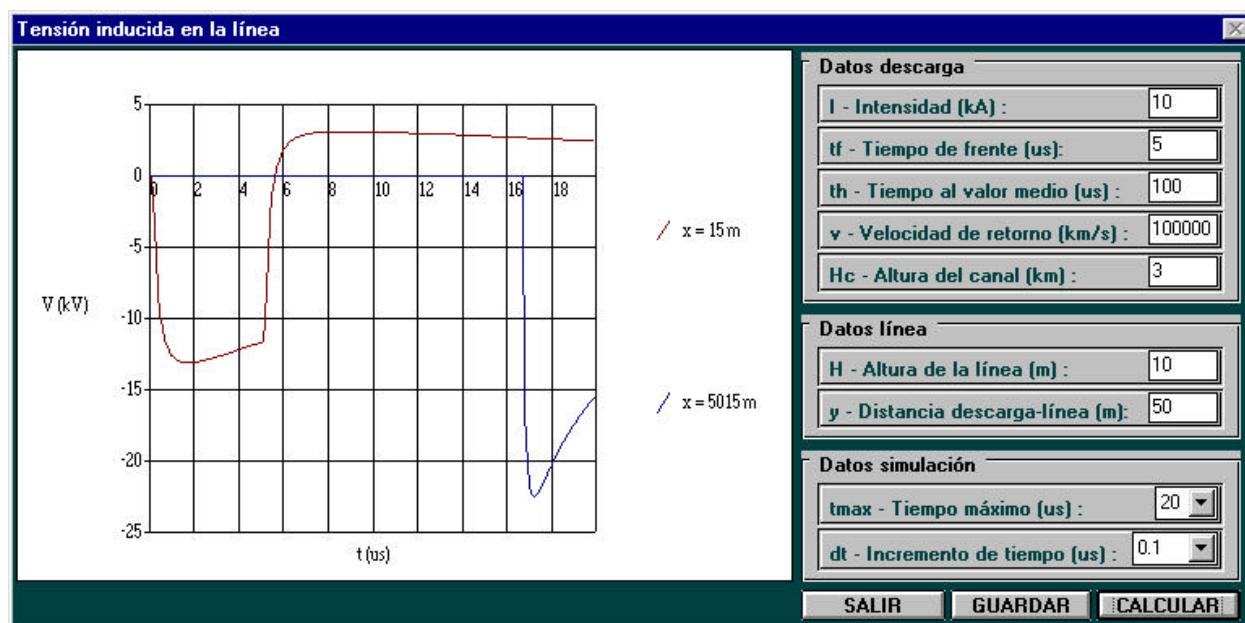 Tensión inducida en la línea
5
0
-5
-10
-15
-20
-25
V (kV)
0 2 4 6 8 10 12 14 16 18
t (us)
x = 15 m
x = 5015 m
Datos descarga
I - Intensidad (kA) : 10
tf - Tiempo de frente (us): 5
th - Tiempo al valor medio (us) : 100
v - Velocidad de retorno (km/s) : 100000
Hc - Altura del canal (km) : 3
Datos línea
H - Altura de la línea (m) : 10
y - Distancia descarga-línea (m): 50
Datos simulación
tmax - Tiempo máximo (us) : 20
dt - Incremento de tiempo (us) : 0.1
SALIR GUARDAR CALCULAR